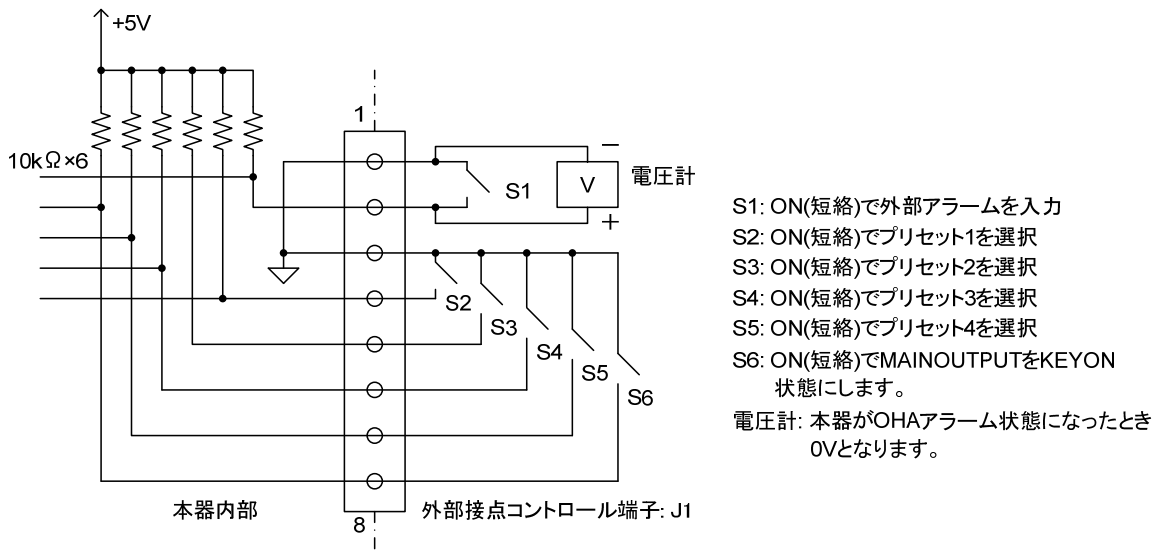 +5V
1
10kΩ×6
S1
−
V
+
電圧計
S2
S3
S4
S5
S6
本器内部
8
外部接点コントロール端子: J1
S1: ON(短絡)で外部アラームを入力
S2: ON(短絡)でプリセット1を選択
S3: ON(短絡)でプリセット2を選択
S4: ON(短絡)でプリセット3を選択
S5: ON(短絡)でプリセット4を選択
S6: ON(短絡)でMAINOUTPUTをKEYON
状態にします。
電圧計: 本器がOHAアラーム状態になったとき
0Vとなります。